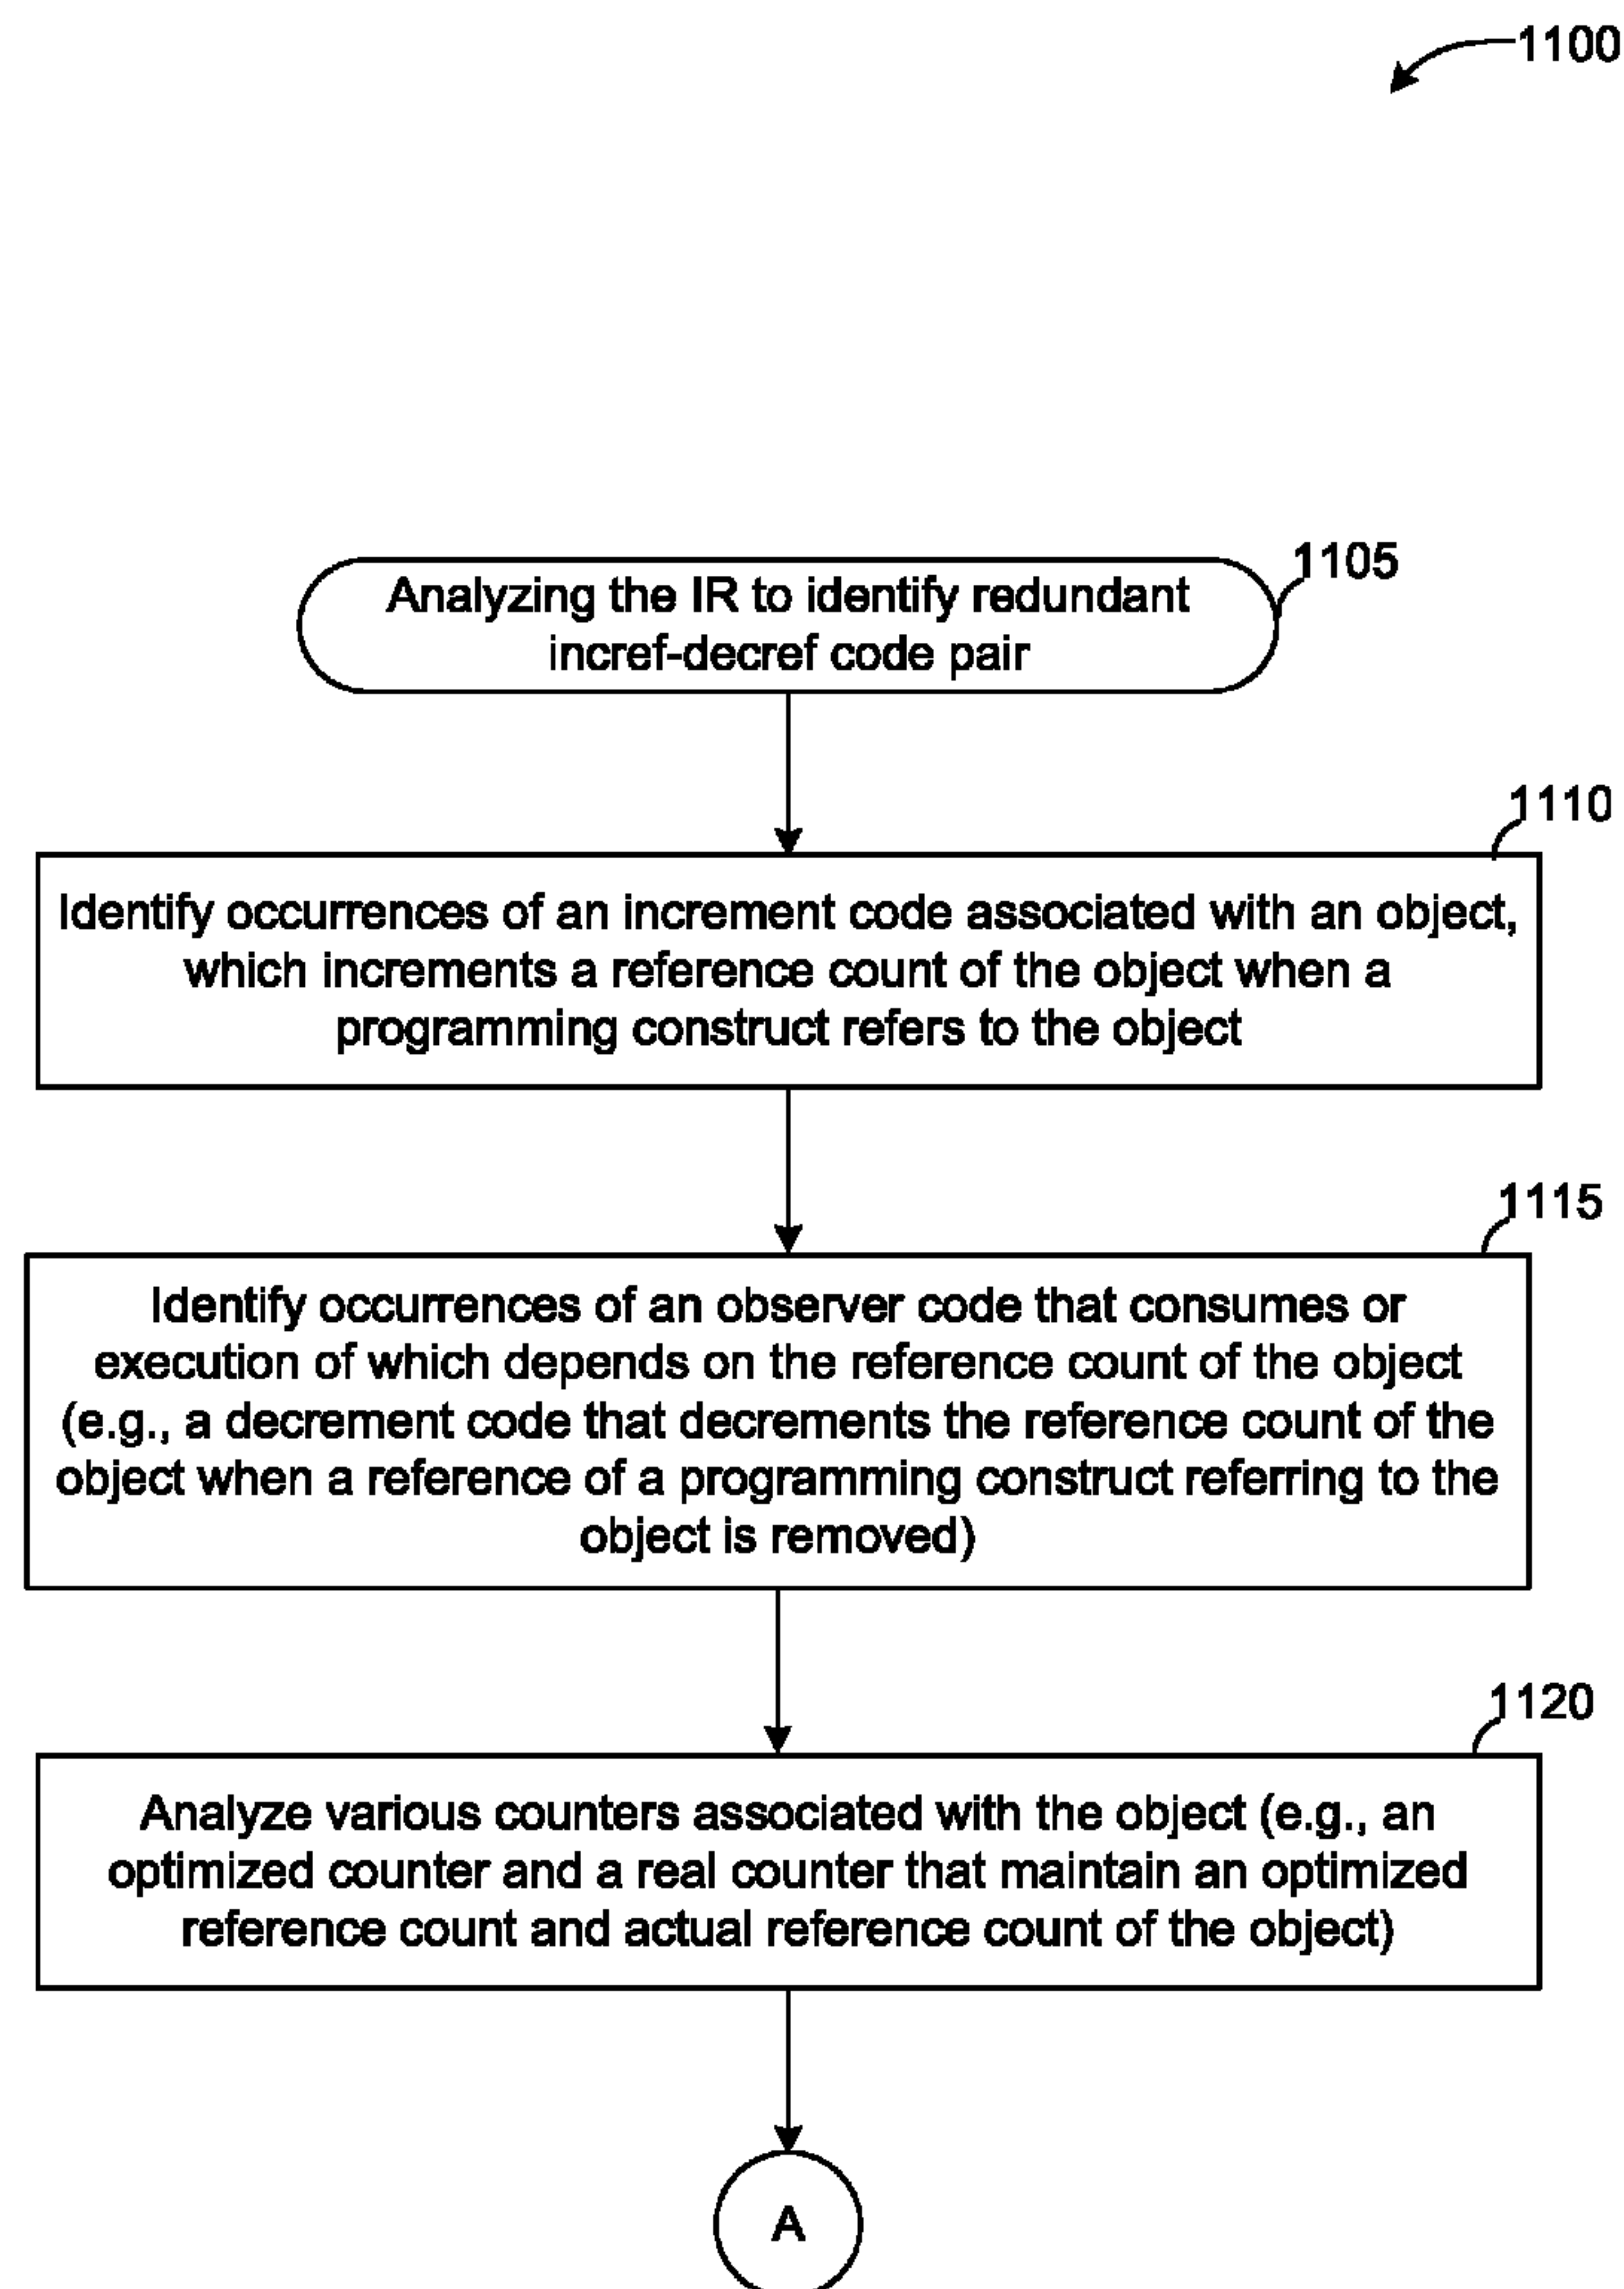 1100
1105
Analyzing the IR to identify redundant
incref-decref code pair
1110
Identify occurrences of an increment code associated with an object,
which increments a reference count of the object when a
programming construct refers to the object
1115
Identify occurrences of an observer code that consumes or
execution of which depends on the reference count of the object
(e.g., a decrement code that decrements the reference count of the
object when a reference of a programming construct referring to the
object is removed)
1120
Analyze various counters associated with the object (e.g., an
optimized counter and a real counter that maintain an optimized
reference count and actual reference count of the object)
A